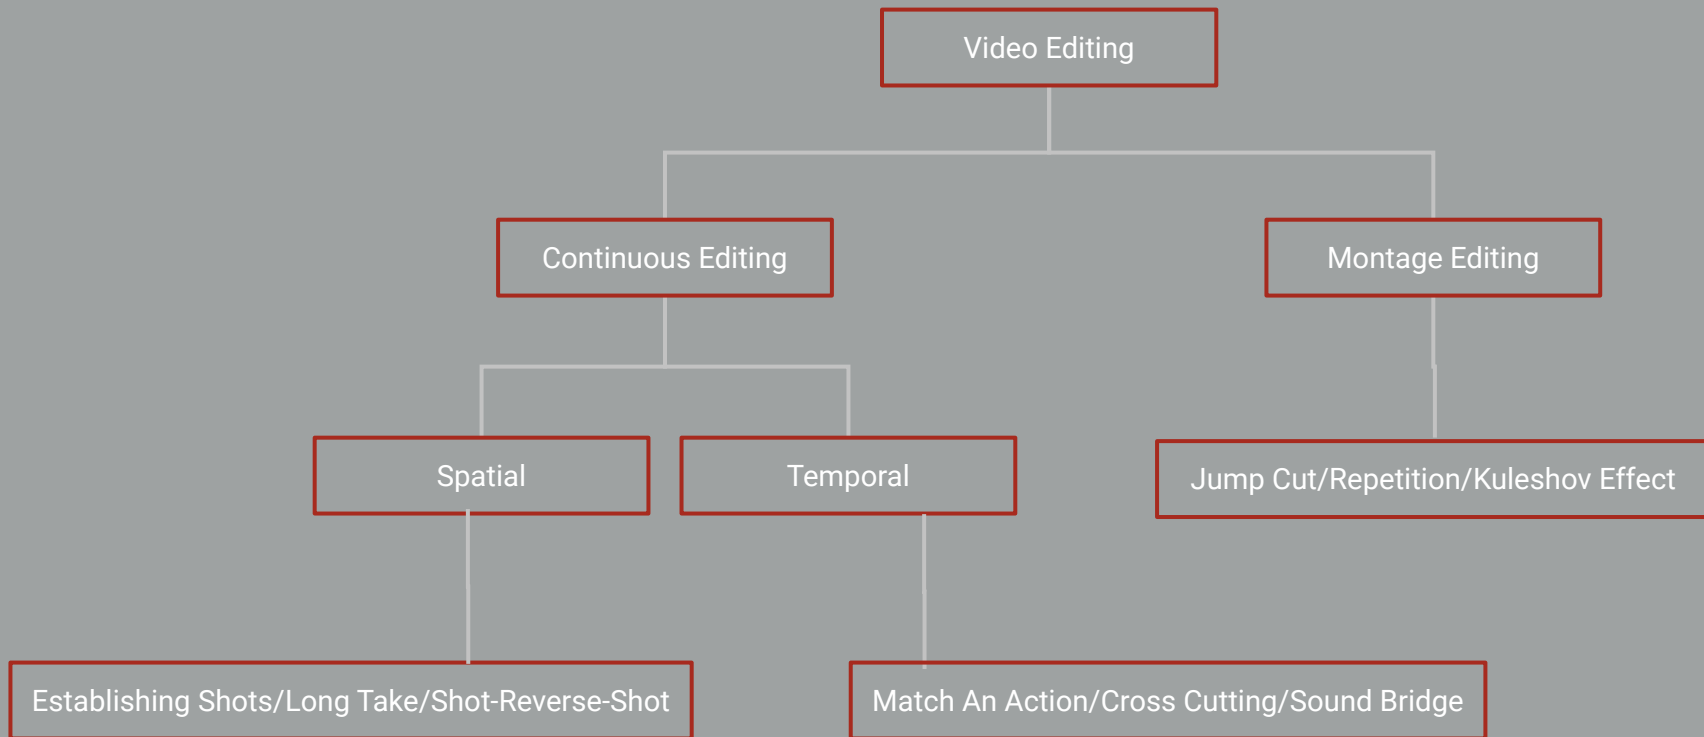 Video Editing
Continuous Editing
Montage Editing
Spatial
Temporal
Jump Cut/Repetition/Kuleshov Effect
Establishing Shots/Long Take/Shot-Reverse-Shot
Match An Action/Cross Cutting/Sound Bridge